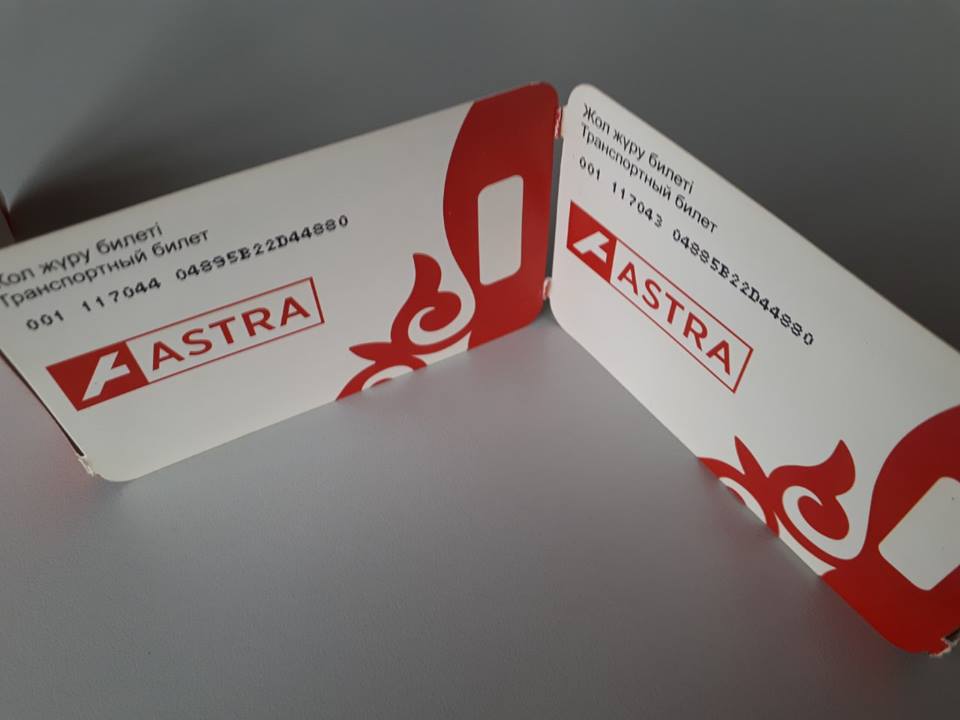 Жол жүру билеті
Транспортный билет
001 117044 04895B22D44880
ASTRA
Жол жүру билеті
Транспортный билет
001 117043 04885B22D44880
ASTRA